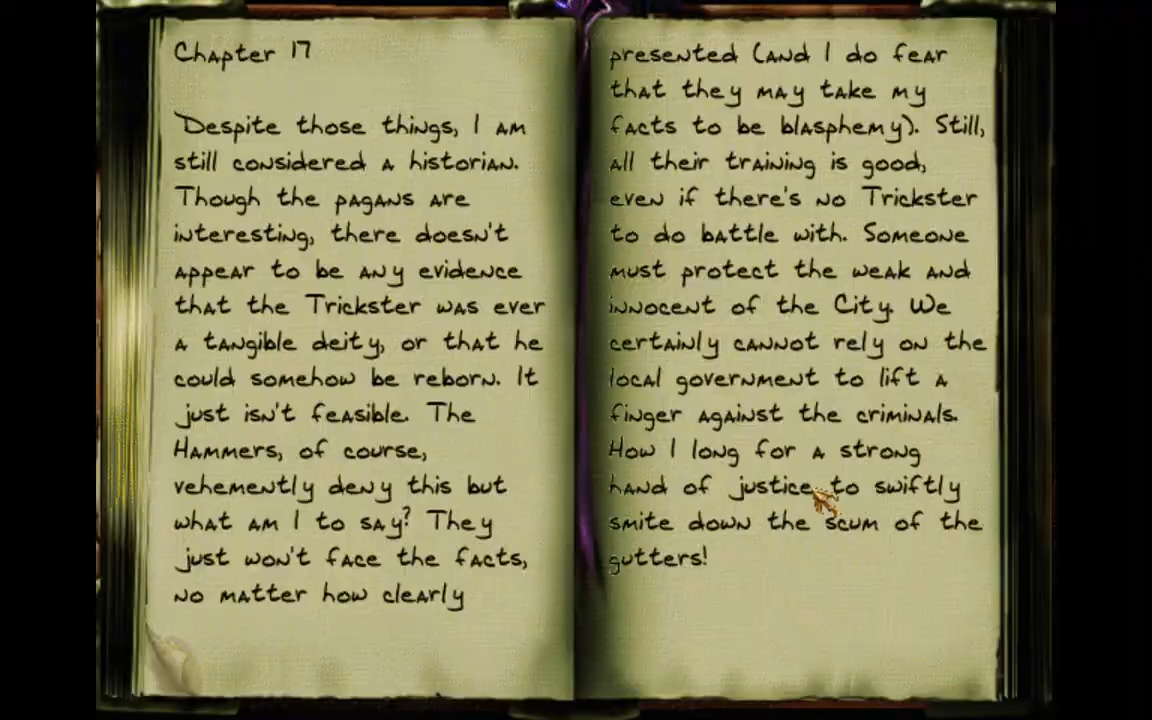 Chapter 17
Despite those things, I am
still considered a historian.
Though the pagans are
interesting, there doesn't
appear to be any evidence
that the Trickster was ever
a tangible deity, or that he
could somehow be reborn. It
just isn't feasible. The
Hammers, of course,
vehemently deny this but
what am I to say? They
just won't face the facts,
no matter how clearly
presented (and I do fear
that they may take my
facts to be blasphemy). Still,
all their training is good,
even if there's no Trickster
to do battle with. Someone
must protect the weak and
innocent of the City. We
certainly cannot rely on the
local government to lift a
finger against the criminals.
How I long for a strong
hand of justice to swiftly
smite down the scum of the
gutters!